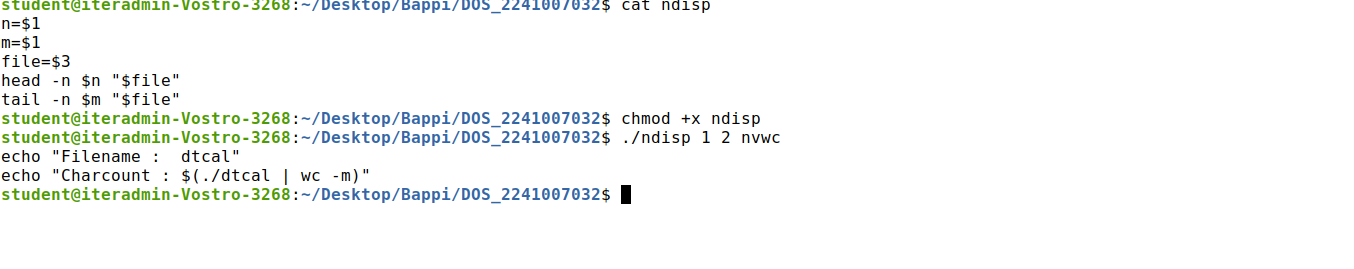 student@iteradmin-Vostro-3268:~/Desktop/Bappi/DOS_2241007032$ cat ndisp
n=$1
m=$1
file=$3
head -n $n "$file"
tail -n $m "$file"
student@iteradmin-Vostro-3268:~/Desktop/Bappi/DOS_2241007032$ chmod +x ndisp
student@iteradmin-Vostro-3268:~/Desktop/Bappi/DOS_2241007032$ ./ndisp 1 2 nvwc
echo "Filename :  dtcal"
echo "Charcount : $(./dtcal | wc -m)"
student@iteradmin-Vostro-3268:~/Desktop/Bappi/DOS_2241007032$